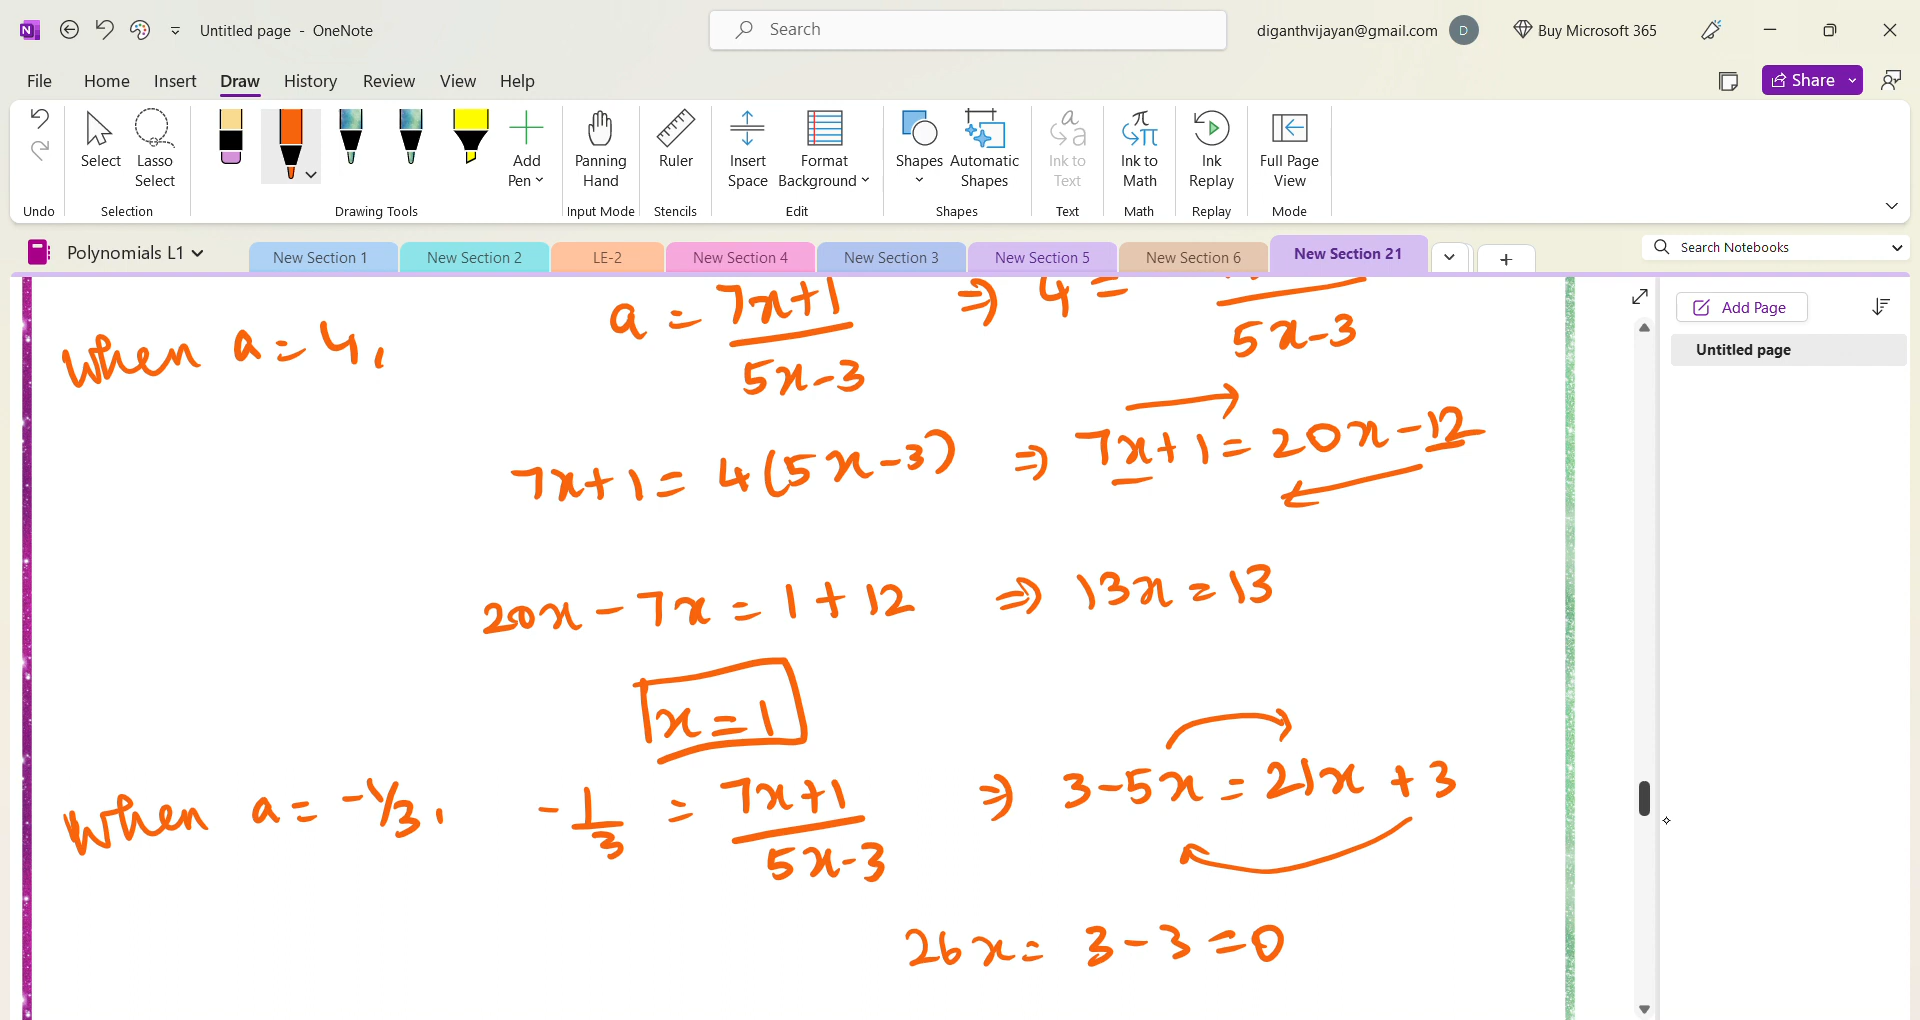 Untitled page - OneNote
Search
diganthvijayan@gmail.com
D
Buy Microsoft 365
File Home Insert Draw History Review View Help
Share
Undo
Select
Lasso Select
Selection
Drawing Tools
Add Pen
Panning Hand
Input Mode
Ruler
Stencils
Insert Space
Format Background
Edit
Shapes
Automatic Shapes
Shapes
Ink to Text
Text
Ink to Math
Math
Ink Replay
Replay
Full Page View
Mode
Polynomials L1
New Section 1
New Section 2
LE-2
New Section 4
New Section 3
New Section 5
New Section 6
New Section 21
Search Notebooks
Add Page
Untitled page
When a = 4, a = 7x+1 / 5x-3 ⇒ 4 = / 5x-3
7x+1 = 4(5x-3) ⇒ 7x+1 = 20x-12
20x - 7x = 1 + 12 ⇒ 13x = 13
x = 1
When a = -1/3, -1/3 = 7x+1 / 5x-3 ⇒ 3-5x = 21x + 3
26x = 3 - 3 = 0